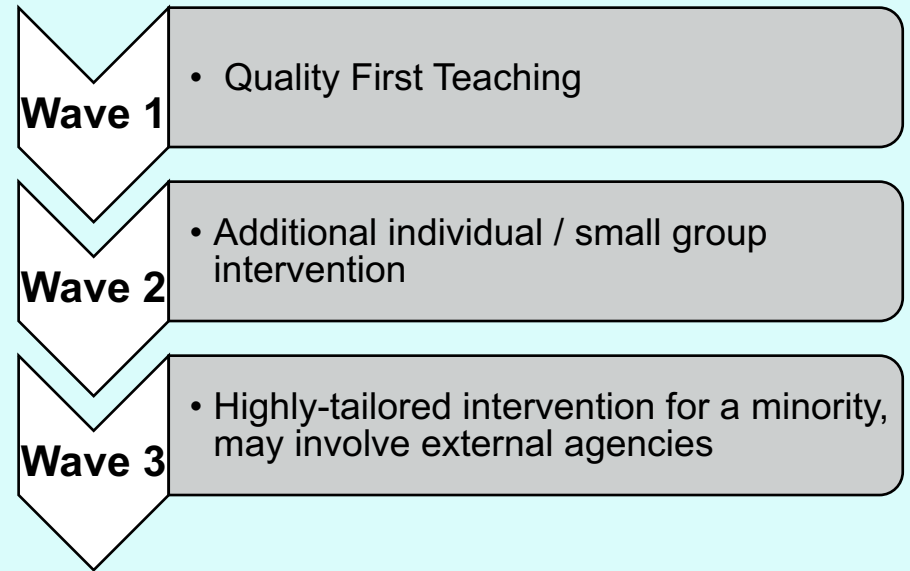 Wave 1
• Quality First Teaching
Wave 2
• Additional individual / small group
intervention
Wave 3
• Highly-tailored intervention for a minority,
may involve external agencies